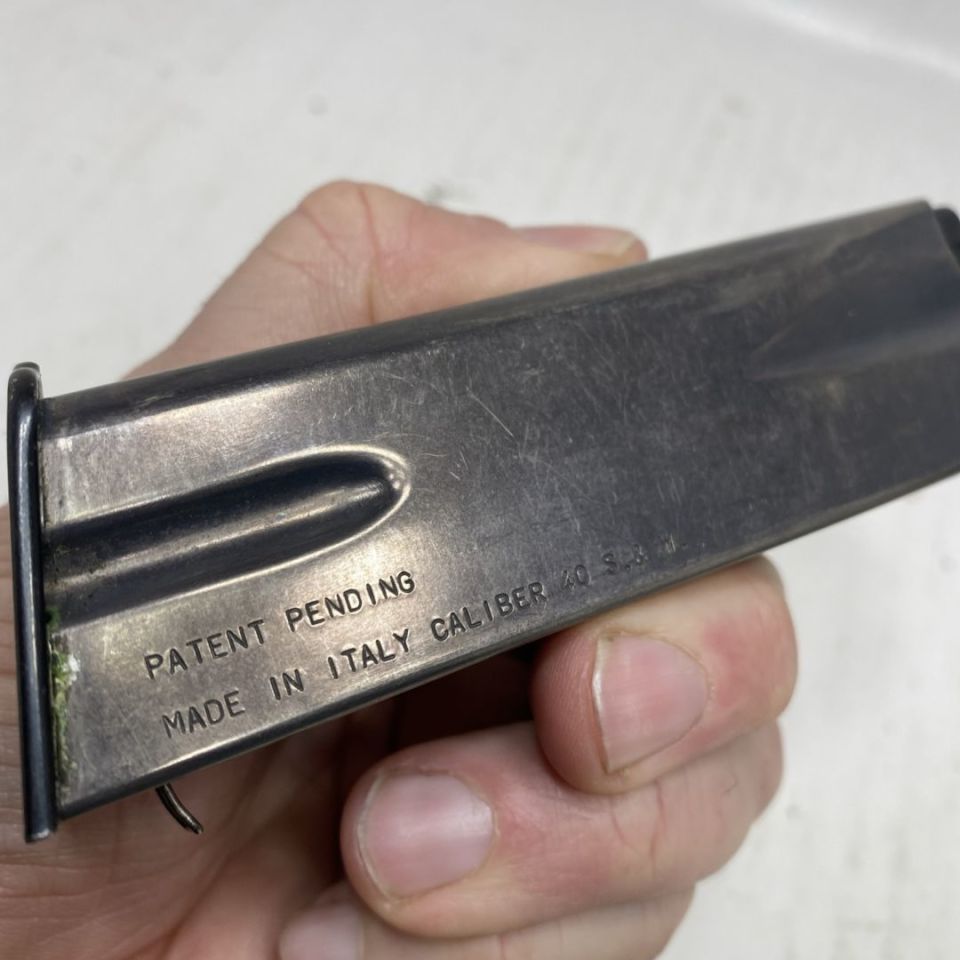 PATENT PENDING
MADE IN ITALY CALIBER 40 S.& W.